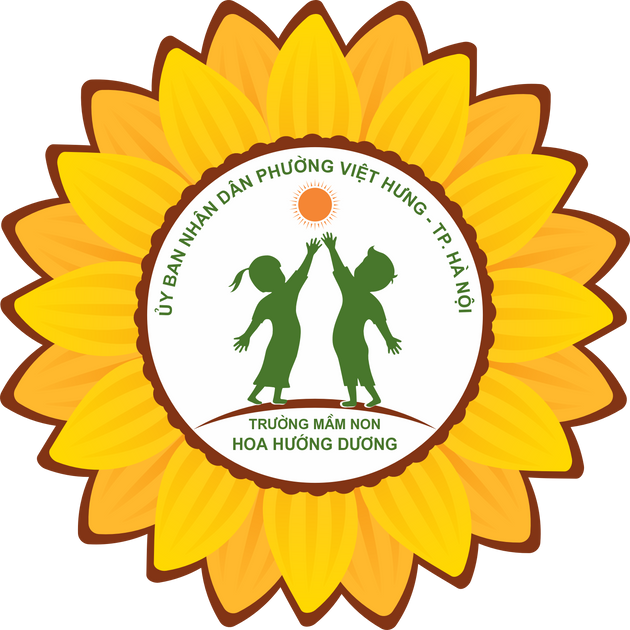 ỦY BAN NHÂN DÂN PHƯỜNG VIỆT HƯNG - TP. HÀ NỘI
TRƯỜNG MẦM NON
HOA HƯỚNG DƯƠNG